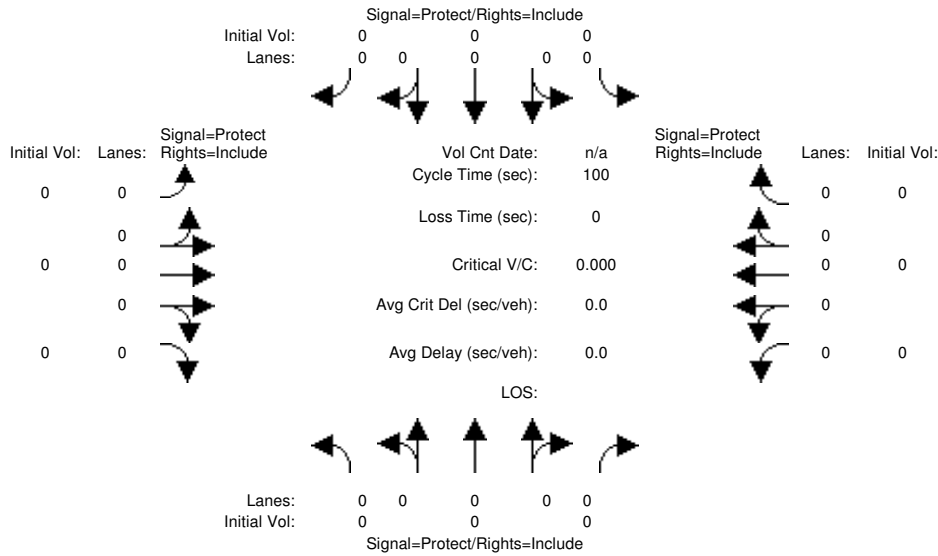 Signal=Protect/Rights=Include
Initial Vol: 0 0 0
Lanes: 0 0 0 0 0
Signal=Protect Signal=Protect
Initial Vol: Lanes: Rights=Include Vol Cnt Date: n/a Rights=Include Lanes: Initial Vol:
Cycle Time (sec): 100
0 0 0 0
Loss Time (sec): 0
0 0
0 0 Critical V/C: 0.000 0 0
0 Avg Crit Del (sec/veh): 0.0 0
0 0 Avg Delay (sec/veh): 0.0 0 0
LOS:
Lanes: 0 0 0 0 0
Initial Vol: 0 0 0
Signal=Protect/Rights=Include